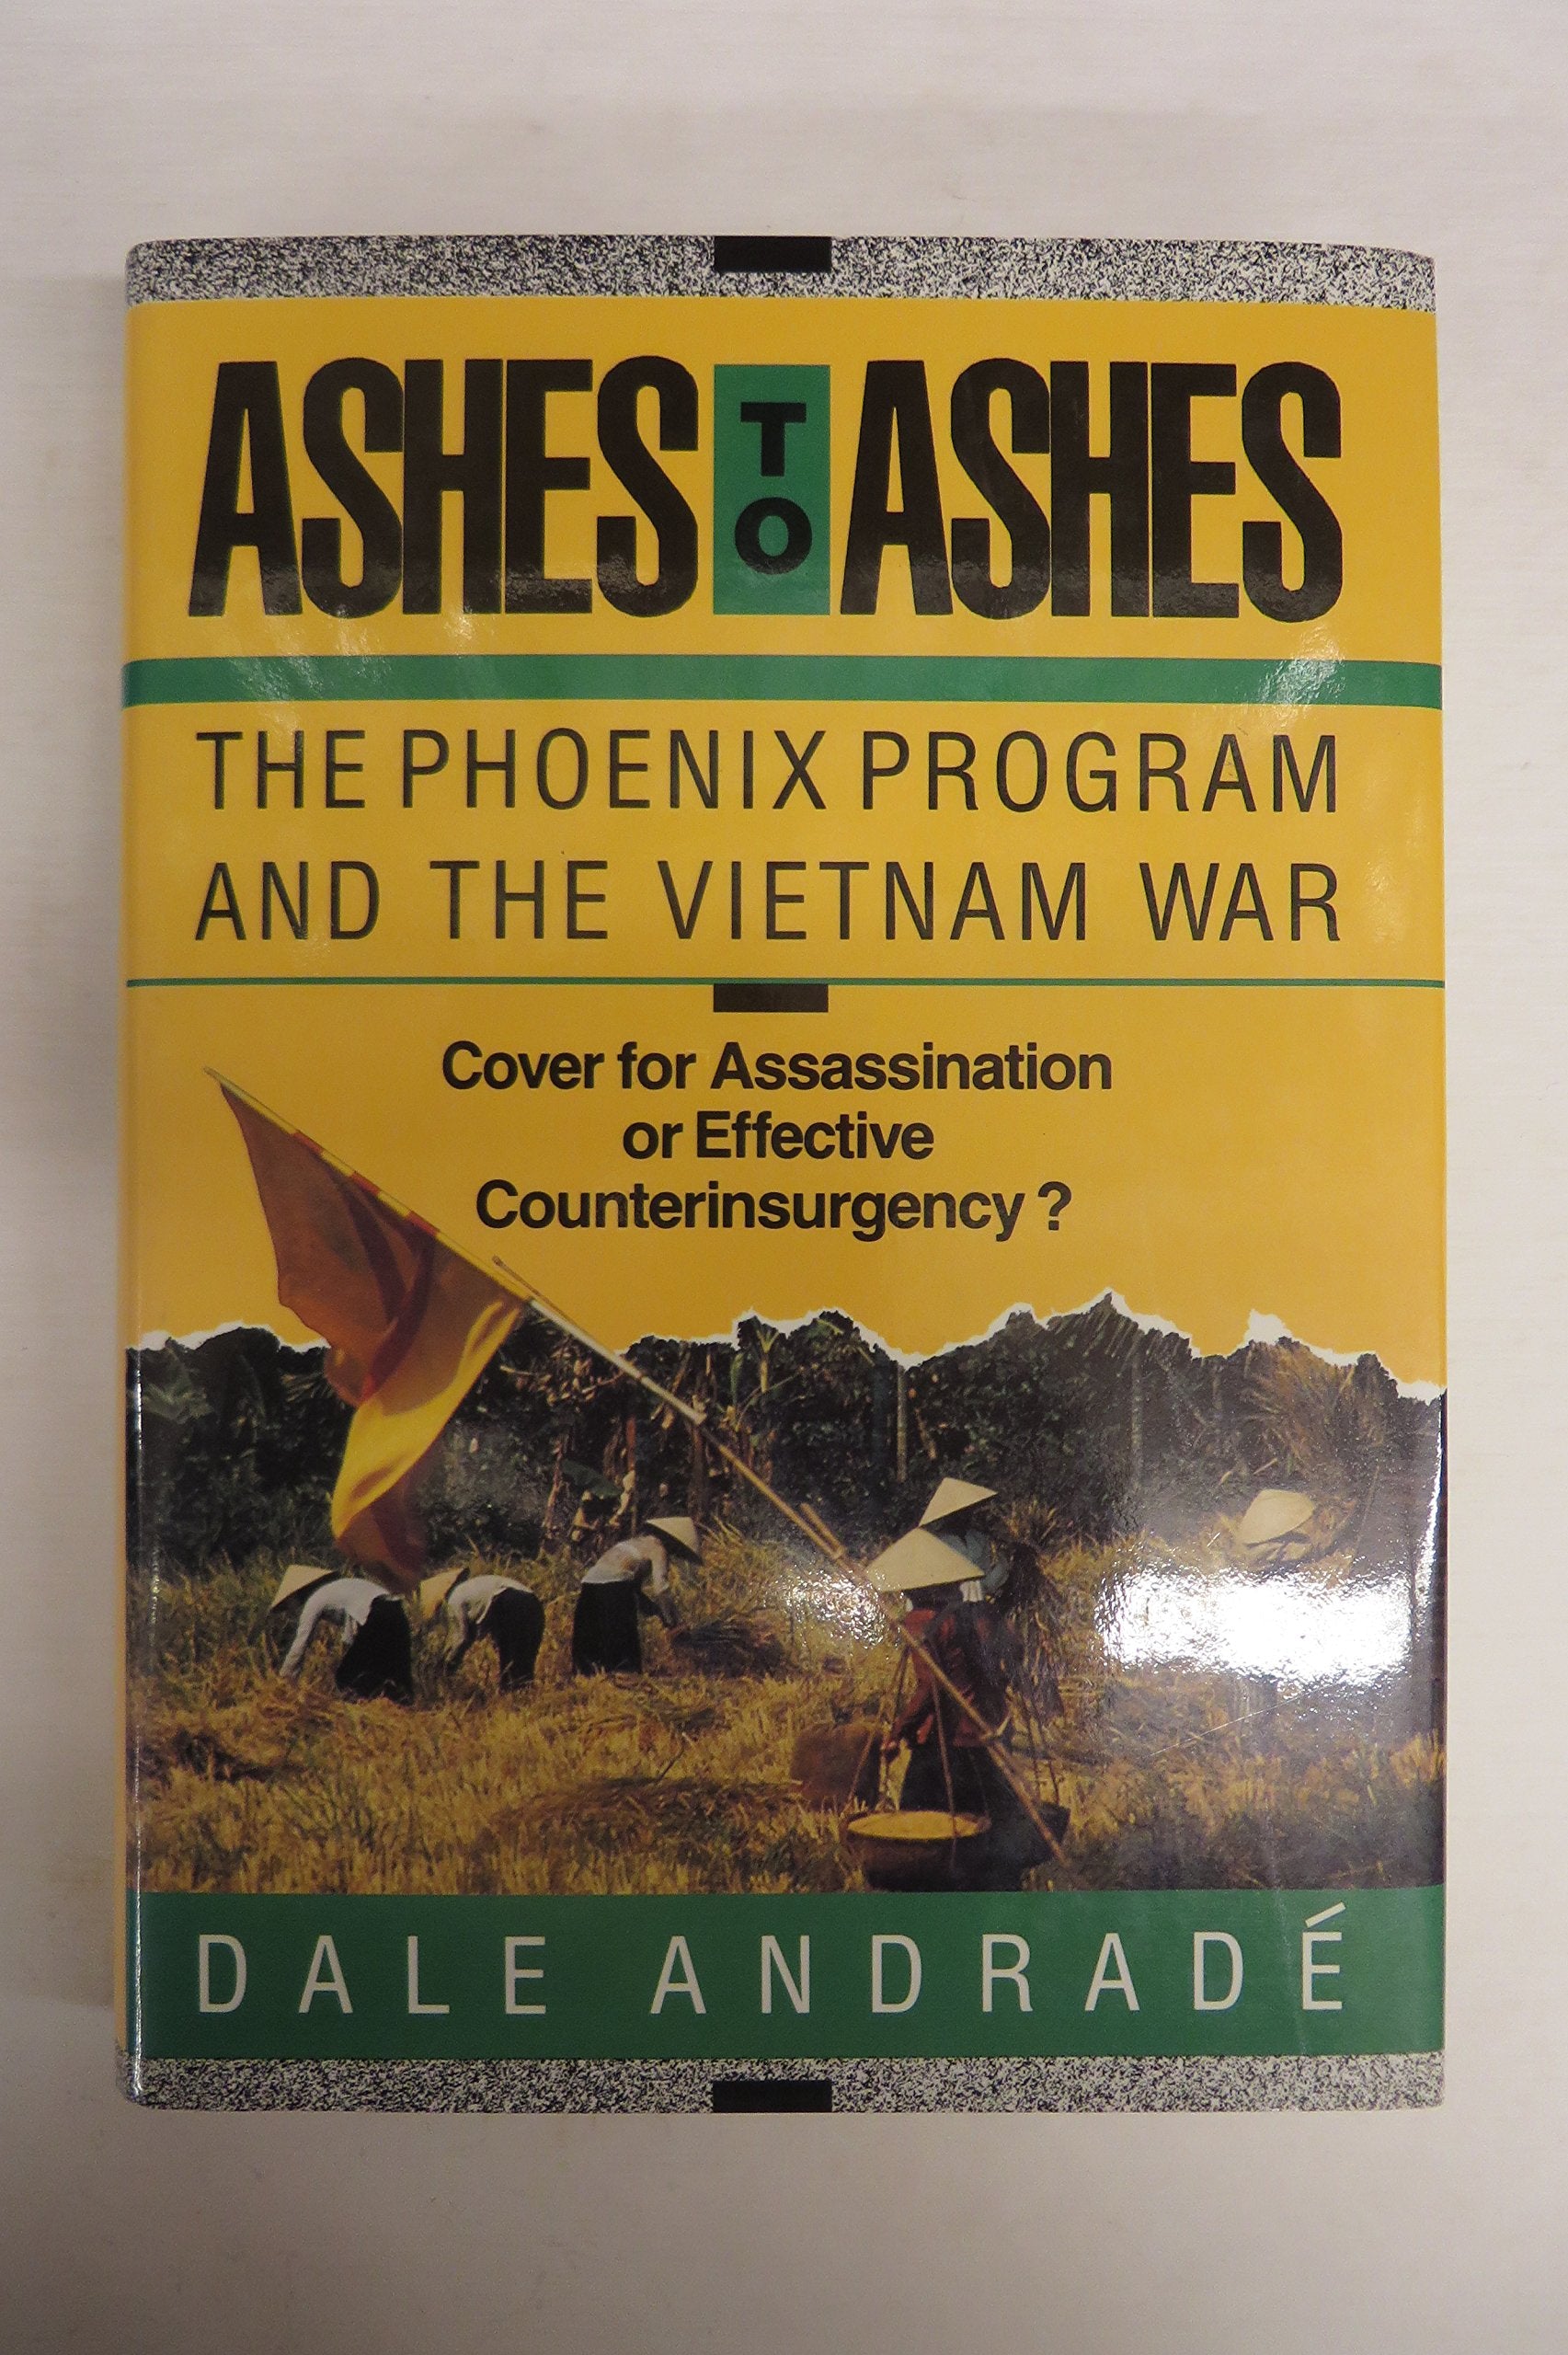 ASHES TO ASHES
THE PHOENIX PROGRAM
AND THE VIETNAM WAR
Cover for Assassination
or Effective
Counterinsurgency ?
DALE ANDRADÉ